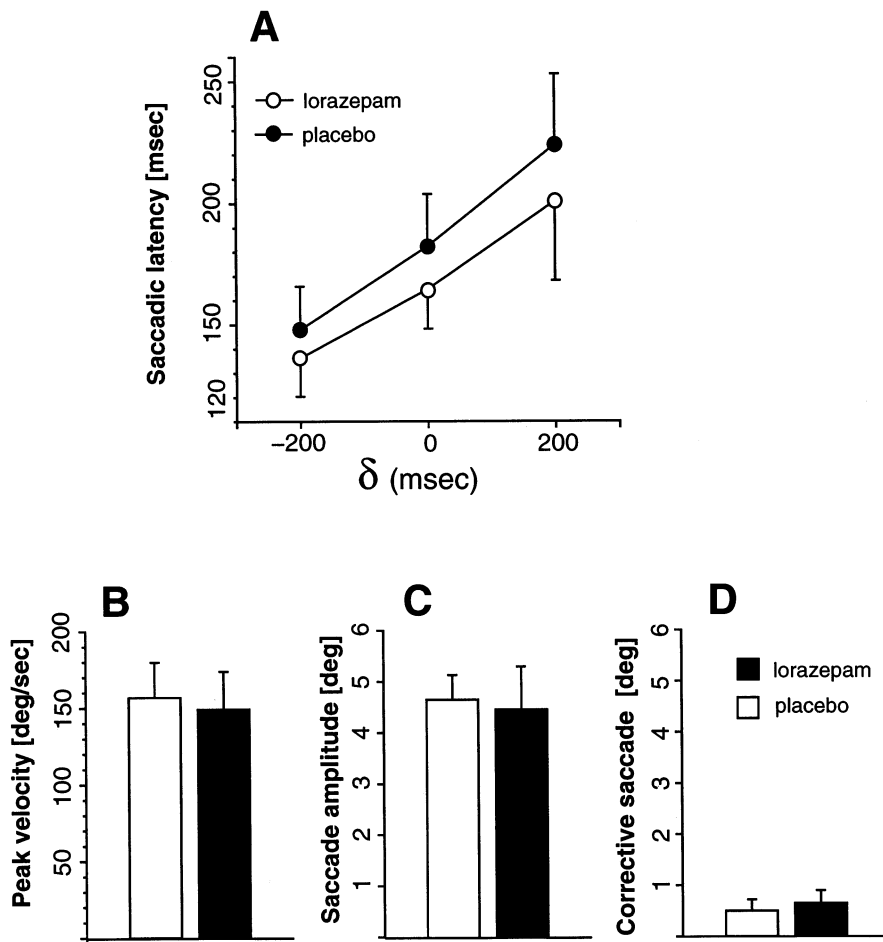 A
Saccadic latency [msec]
250
200
150
120
lorazepam
placebo
−200 0 200
δ (msec)
B
Peak velocity [deg/sec]
200
150
100
50
C
Saccade amplitude [deg]
6
5
4
3
2
1
D
Corrective saccade [deg]
6
5
4
3
2
1
lorazepam
placebo